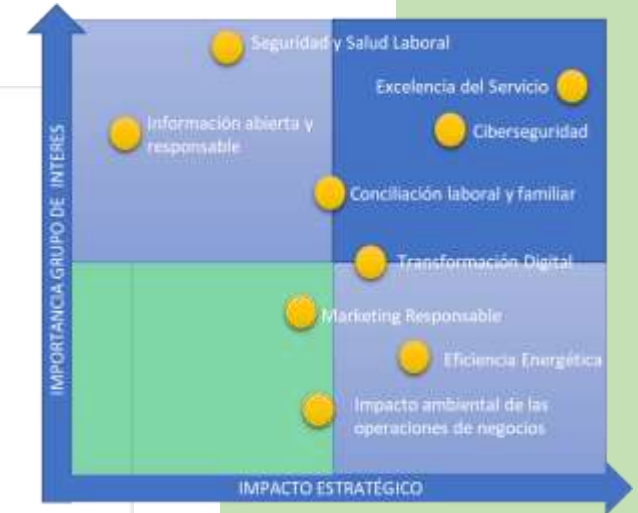 Seguridad y Salud Laboral
Excelencia del Servicio
Ciberseguridad
Información abierta y
responsable
Conciliación laboral y familiar
Transformación Digital
Marketing Responsable
Eficiencia Energética
Impacto ambiental de las
operaciones de negocios
IMPORTANCIA GRUPO DE INTERES
IMPACTO ESTRATÉGICO